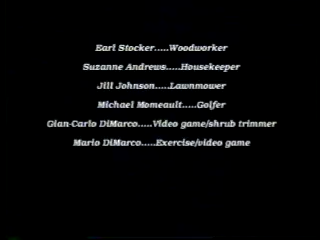 Earl Stocker.....Woodworker
Suzanne Andrews.....Housekeeper
Jill Johnson.....Lawnmower
Michael Momeault.....Golfer
Gian-Carlo DiMarco.....Video game/shrub trimmer
Mario DiMarco.....Exercise/video game